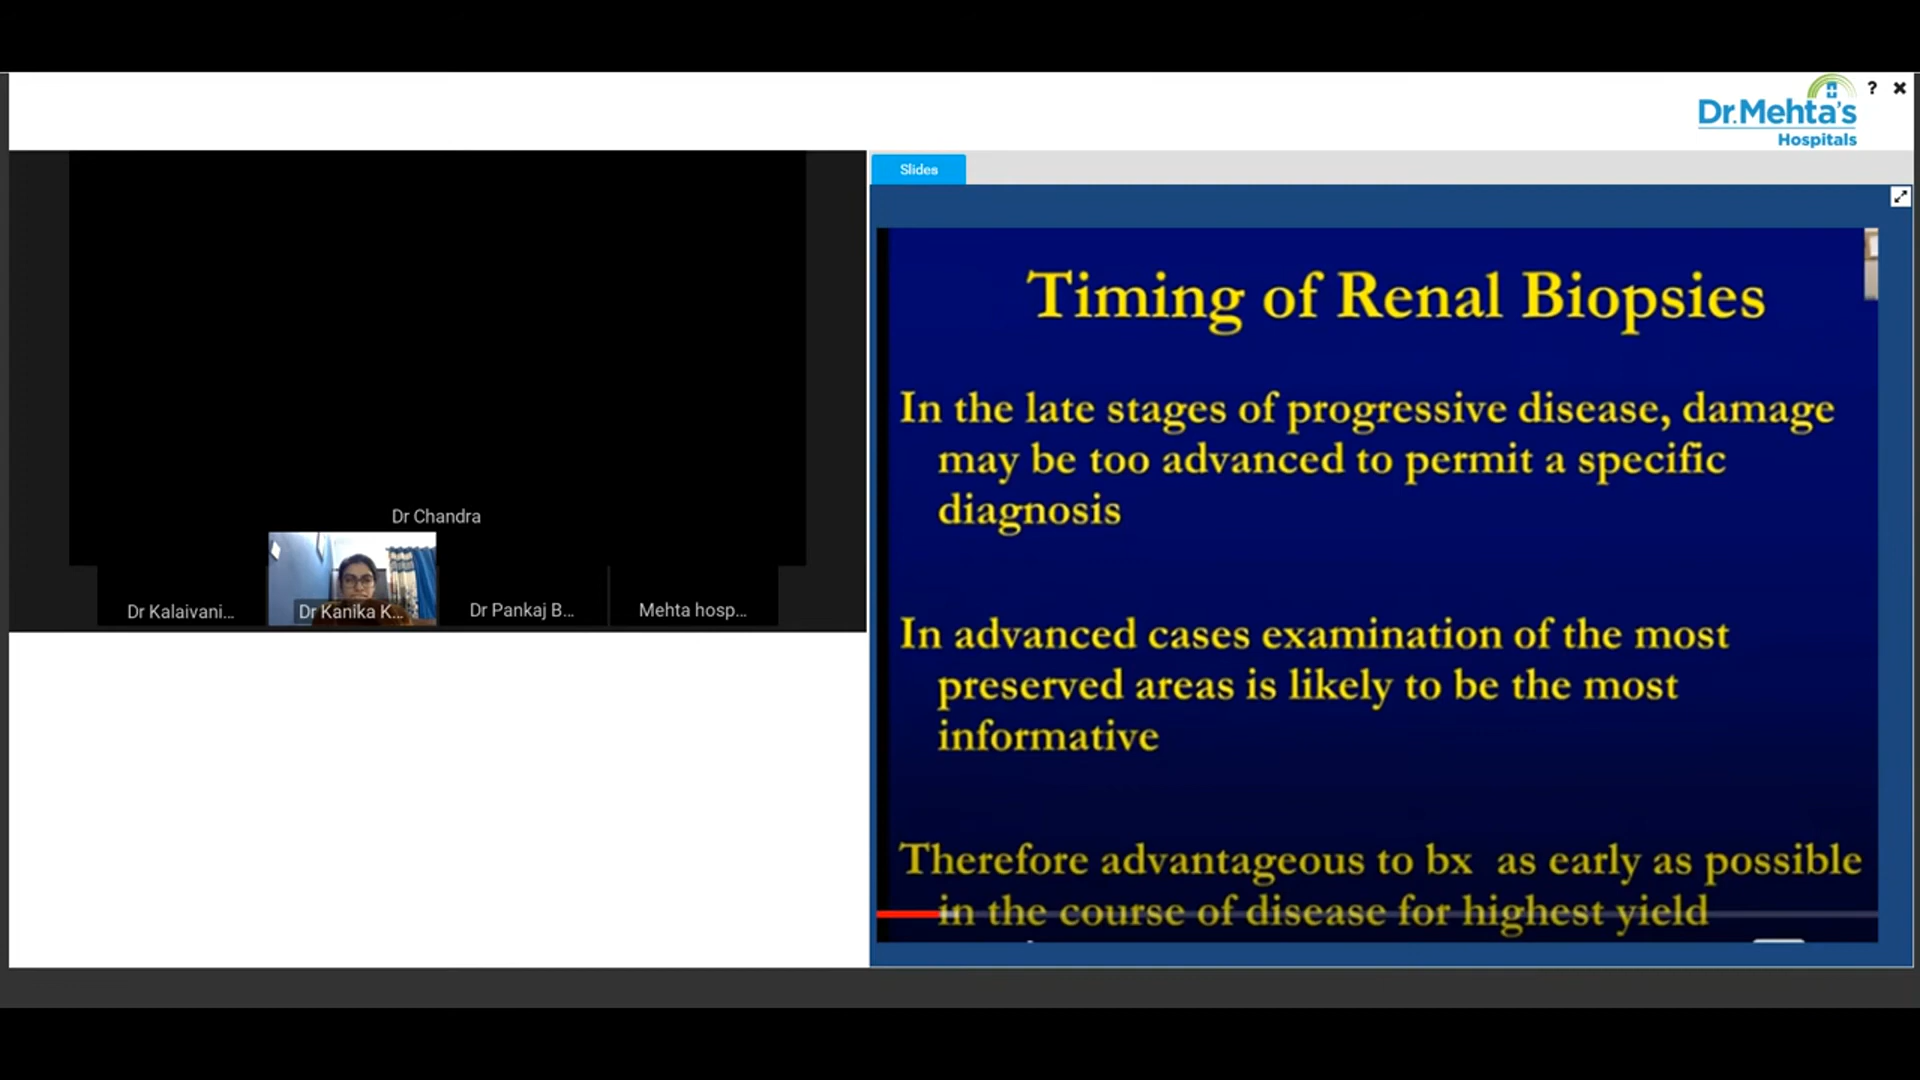 ? ✖
Dr.Mehta's
Hospitals
Slides
Timing of Renal Biopsies
In the late stages of progressive disease, damage
may be too advanced to permit a specific
diagnosis
In advanced cases examination of the most
preserved areas is likely to be the most
informative
Therefore advantageous to bx as early as possible
in the course of disease for highest yield
Dr Chandra
Dr Kalaivani...
Dr Kanika K...
Dr Pankaj B...
Mehta hosp...